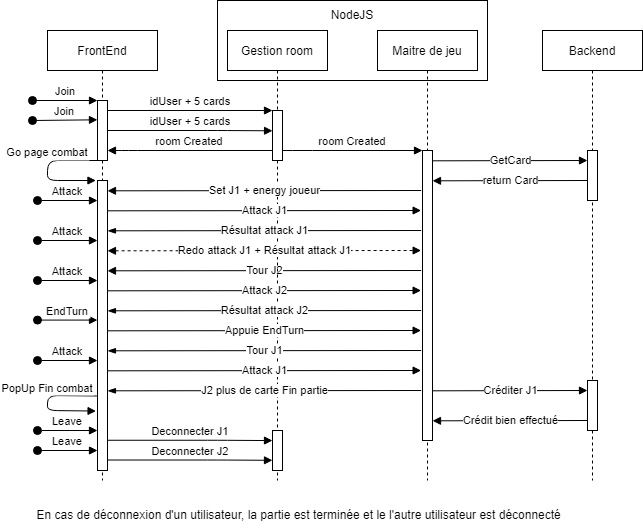 NodeJS
FrontEnd
Gestion room
Maitre de jeu
Backend
Join
idUser + 5 cards
Join
idUser + 5 cards
room Created
room Created
Go page combat
GetCard
return Card
Attack
Set J1 + energy joueur
Attack J1
Attack
Résultat attack J1
Redo attack J1 + Résultat attack J1
Attack
Tour J2
Attack J2
EndTurn
Résultat attack J2
Appuie EndTurn
Attack
Tour J1
Attack J1
PopUp Fin combat
J2 plus de carte Fin partie
Créditer J1
Leave
Crédit bien effectué
Deconnecter J1
Leave
Deconnecter J2
En cas de déconnexion d'un utilisateur, la partie est terminée et le l'autre utilisateur est déconnecté